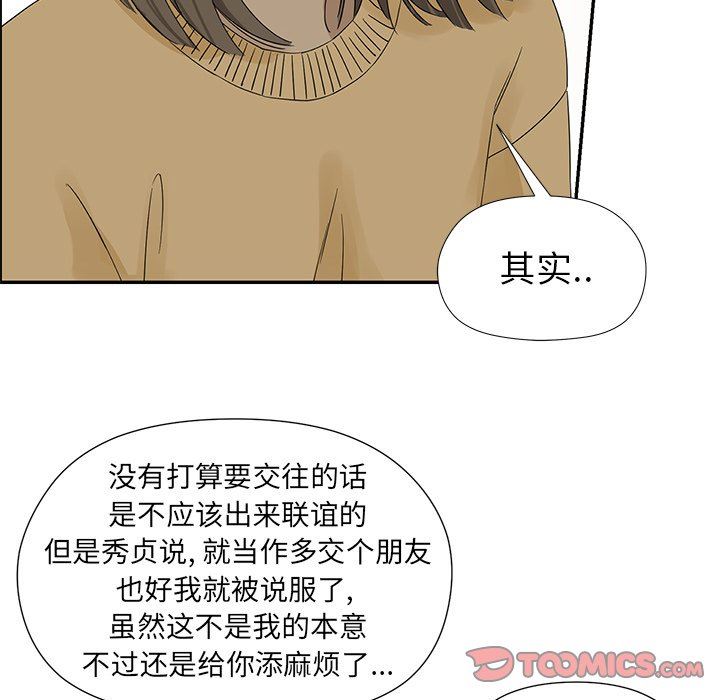 其实..
没有打算要交往的话
是不应该出来联谊的
但是秀贞说, 就当作多交个朋友
也好我就被说服了,
虽然这不是我的本意
不过还是给你添麻烦了...
TOOMICS.COM